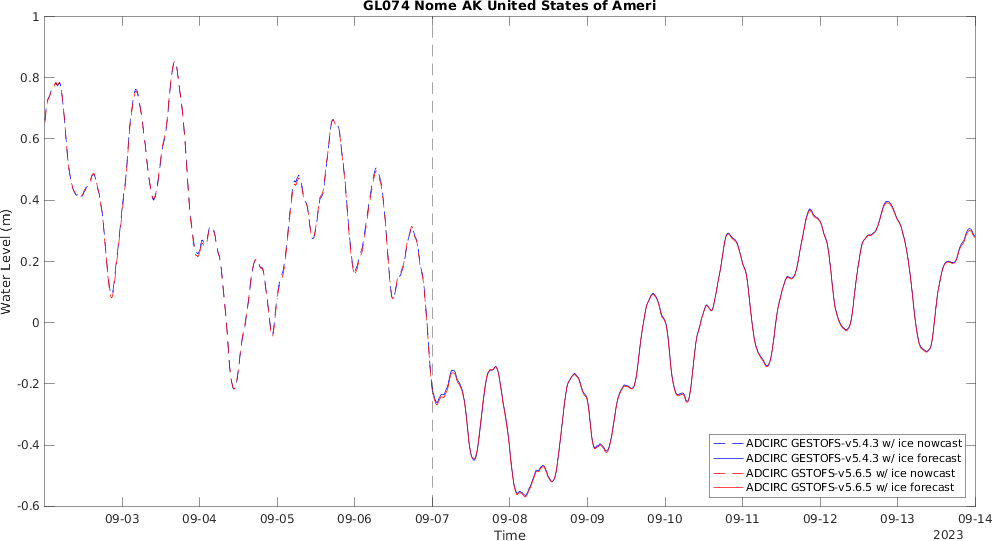 GL074 Nome AK United States of Ameri
1
0.8
0.6
0.4
0.2
0
-0.2
-0.4
-0.6
Water Level (m)
ADCIRC GESTOFS-v5.4.3 w/ ice nowcast
ADCIRC GESTOFS-v5.4.3 w/ ice forecast
ADCIRC GSTOFS-v5.6.5 w/ ice nowcast
ADCIRC GSTOFS-v5.6.5 w/ ice forecast
09-03 09-04 09-05 09-06 09-07 09-08 09-09 09-10 09-11 09-12 09-13 09-14
Time
2023